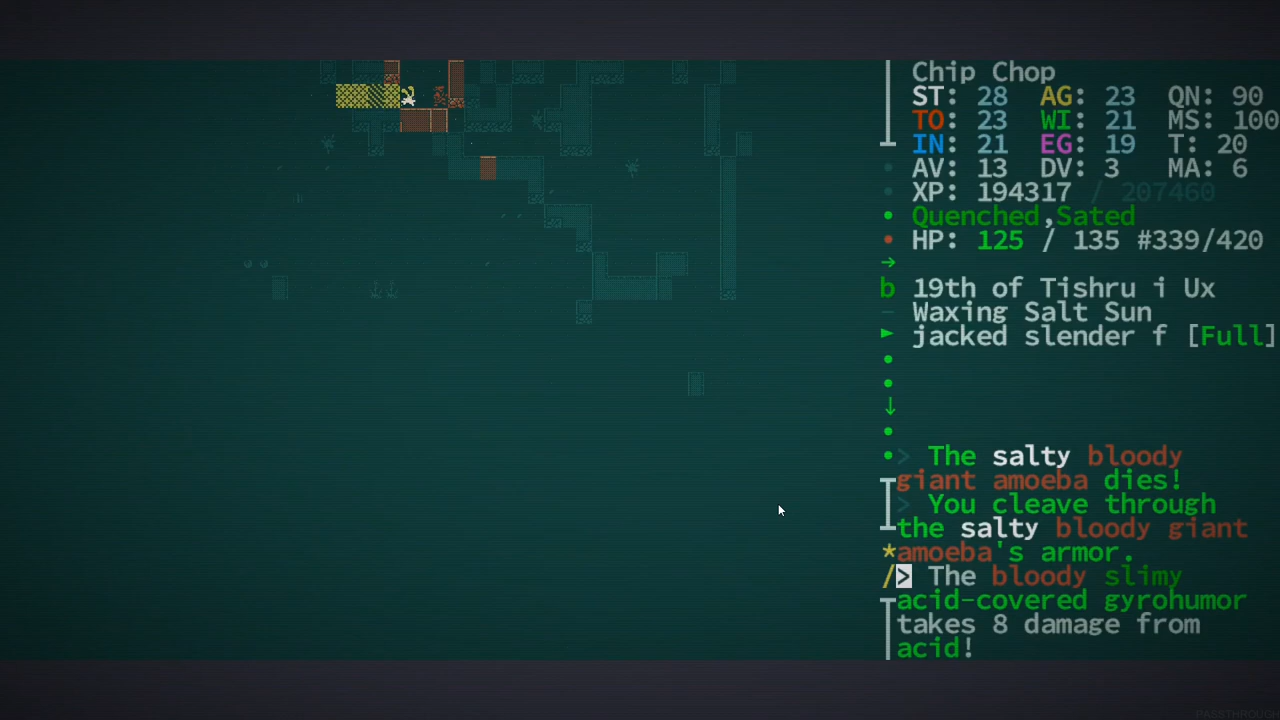 Chip Chop
ST: 28 AG: 23 QN: 90
TO: 23 WI: 21 MS: 100
IN: 21 EG: 19 T: 20
AV: 13 DV: 3 MA: 6
XP: 194317 / 207460
Quenched,Sated
HP: 125 / 135 #339/420
b 19th of Tishru i Ux
Waxing Salt Sun
jacked slender f [Full]
> The salty bloody
giant amoeba dies!
> You cleave through
the salty bloody giant
*amoeba's armor.
/> The bloody slimy
acid-covered gyrohumor
takes 8 damage from
acid!